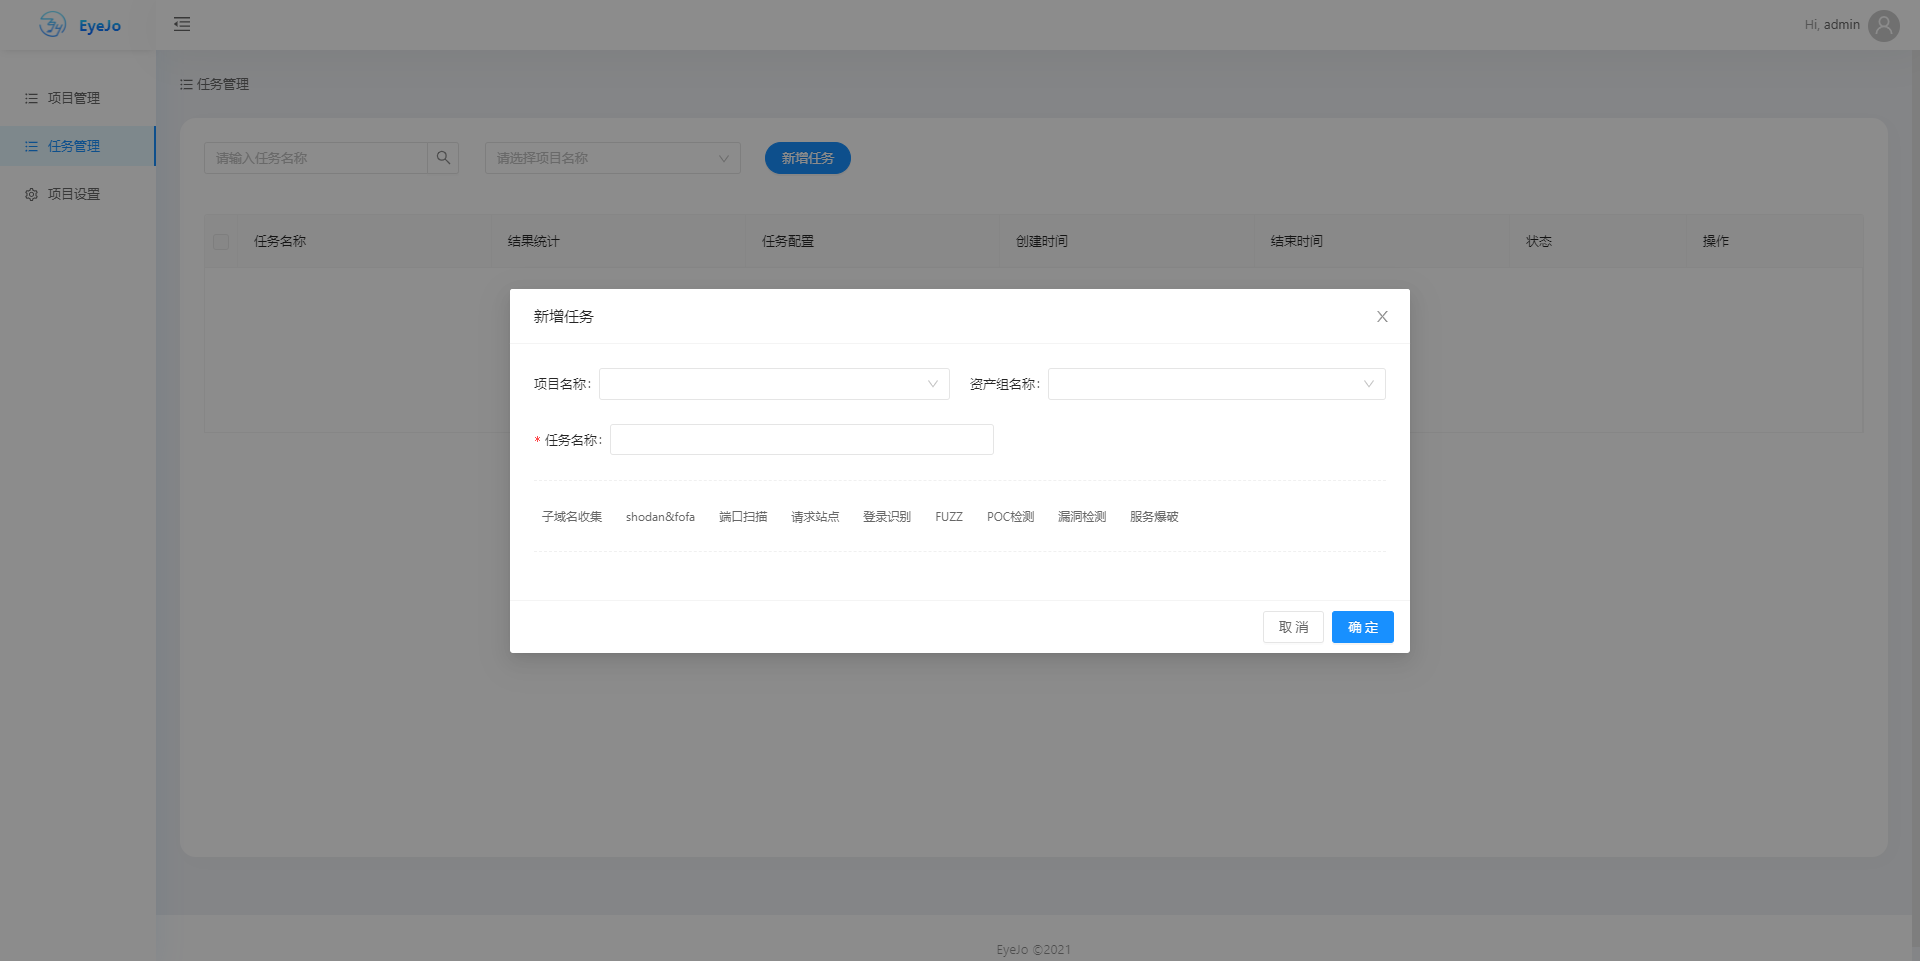 EyeJo
Hi, admin
项目管理
任务管理
项目设置
任务管理
请输入任务名称 请选择项目名称 新增任务
任务名称 结果统计 任务配置 创建时间 结束时间 状态 操作
新增任务
项目名称: 资产组名称:
* 任务名称:
子域名收集 shodan&fofa 端口扫描 请求站点 登录识别 FUZZ POC检测 漏洞检测 服务爆破
取 消 确 定
EyeJo ©2021